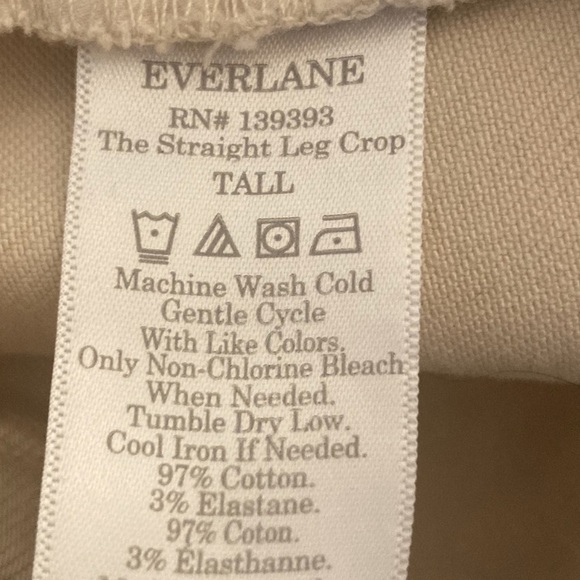 EVERLANE
RN# 139393
The Straight Leg Crop
TALL
Machine Wash Cold
Gentle Cycle
With Like Colors.
Only Non-Chlorine Bleach
When Needed.
Tumble Dry Low.
Cool Iron If Needed.
97% Cotton.
3% Elastane.
97% Coton.
3% Élasthanne.